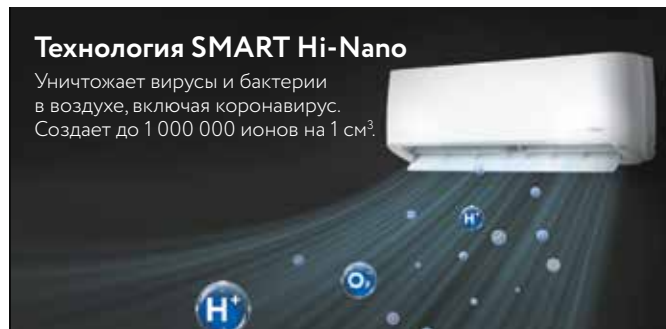 Технология SMART Hi-Nano
Уничтожает вирусы и бактерии
в воздухе, включая коронавирус.
Создает до 1 000 000 ионов на 1 см³.
H⁺
O₂
H⁺